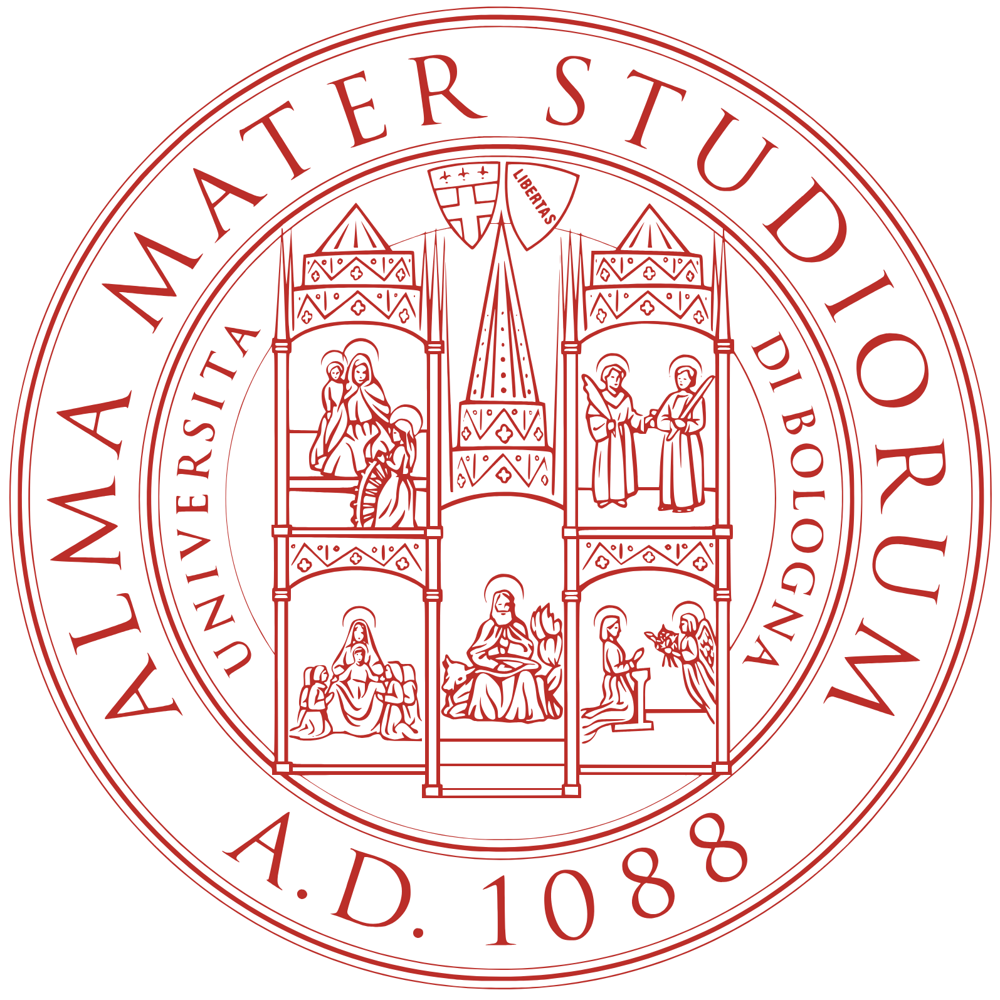 ALMA MATER STUDIORUM
A.D. 1088
UNIVERSITA DI BOLOGNA
LIBERTAS